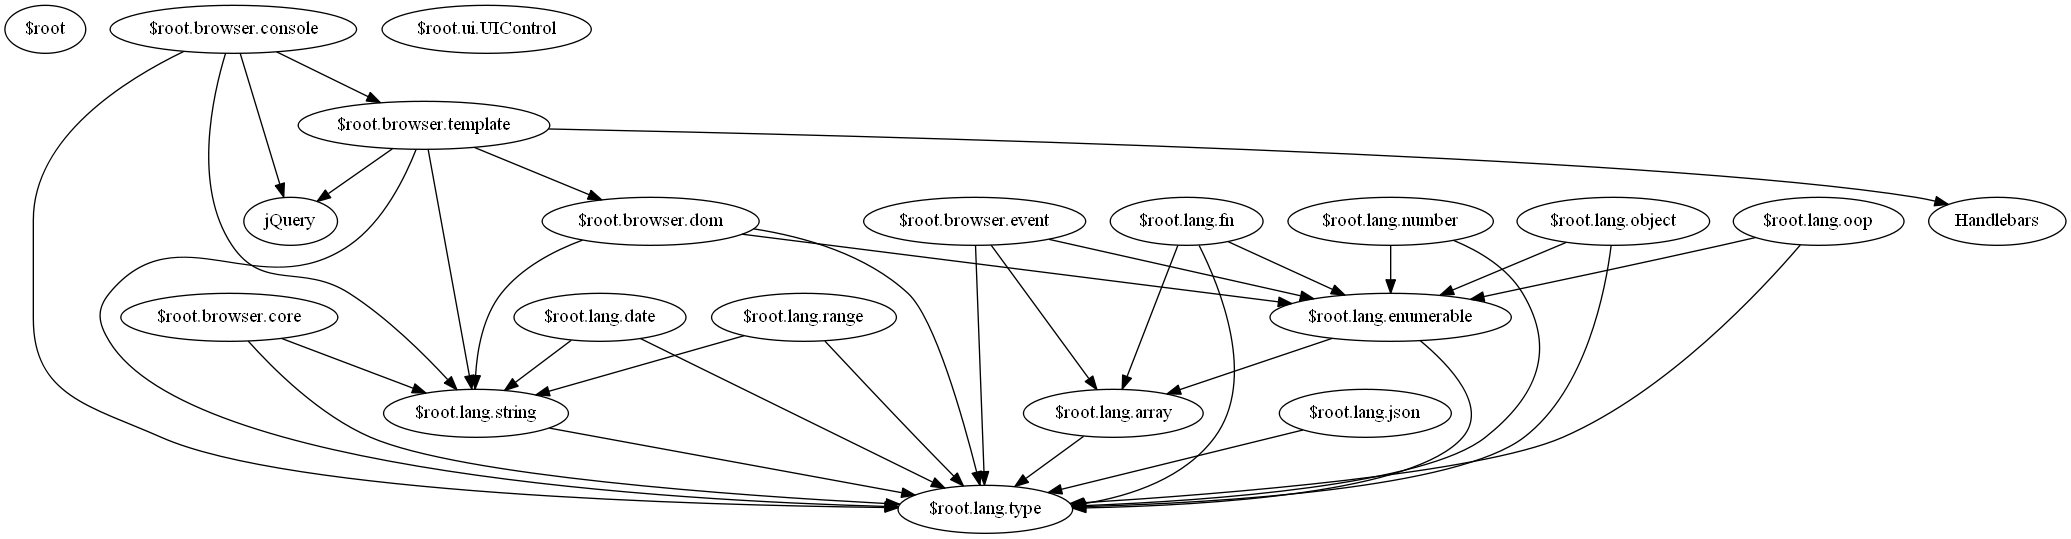 $root
$root.browser.console
$root.ui.UIControl
$root.browser.template
jQuery
$root.browser.dom
$root.browser.event
$root.lang.fn
$root.lang.number
$root.lang.object
$root.lang.oop
Handlebars
$root.browser.core
$root.lang.date
$root.lang.range
$root.lang.enumerable
$root.lang.string
$root.lang.array
$root.lang.json
$root.lang.type